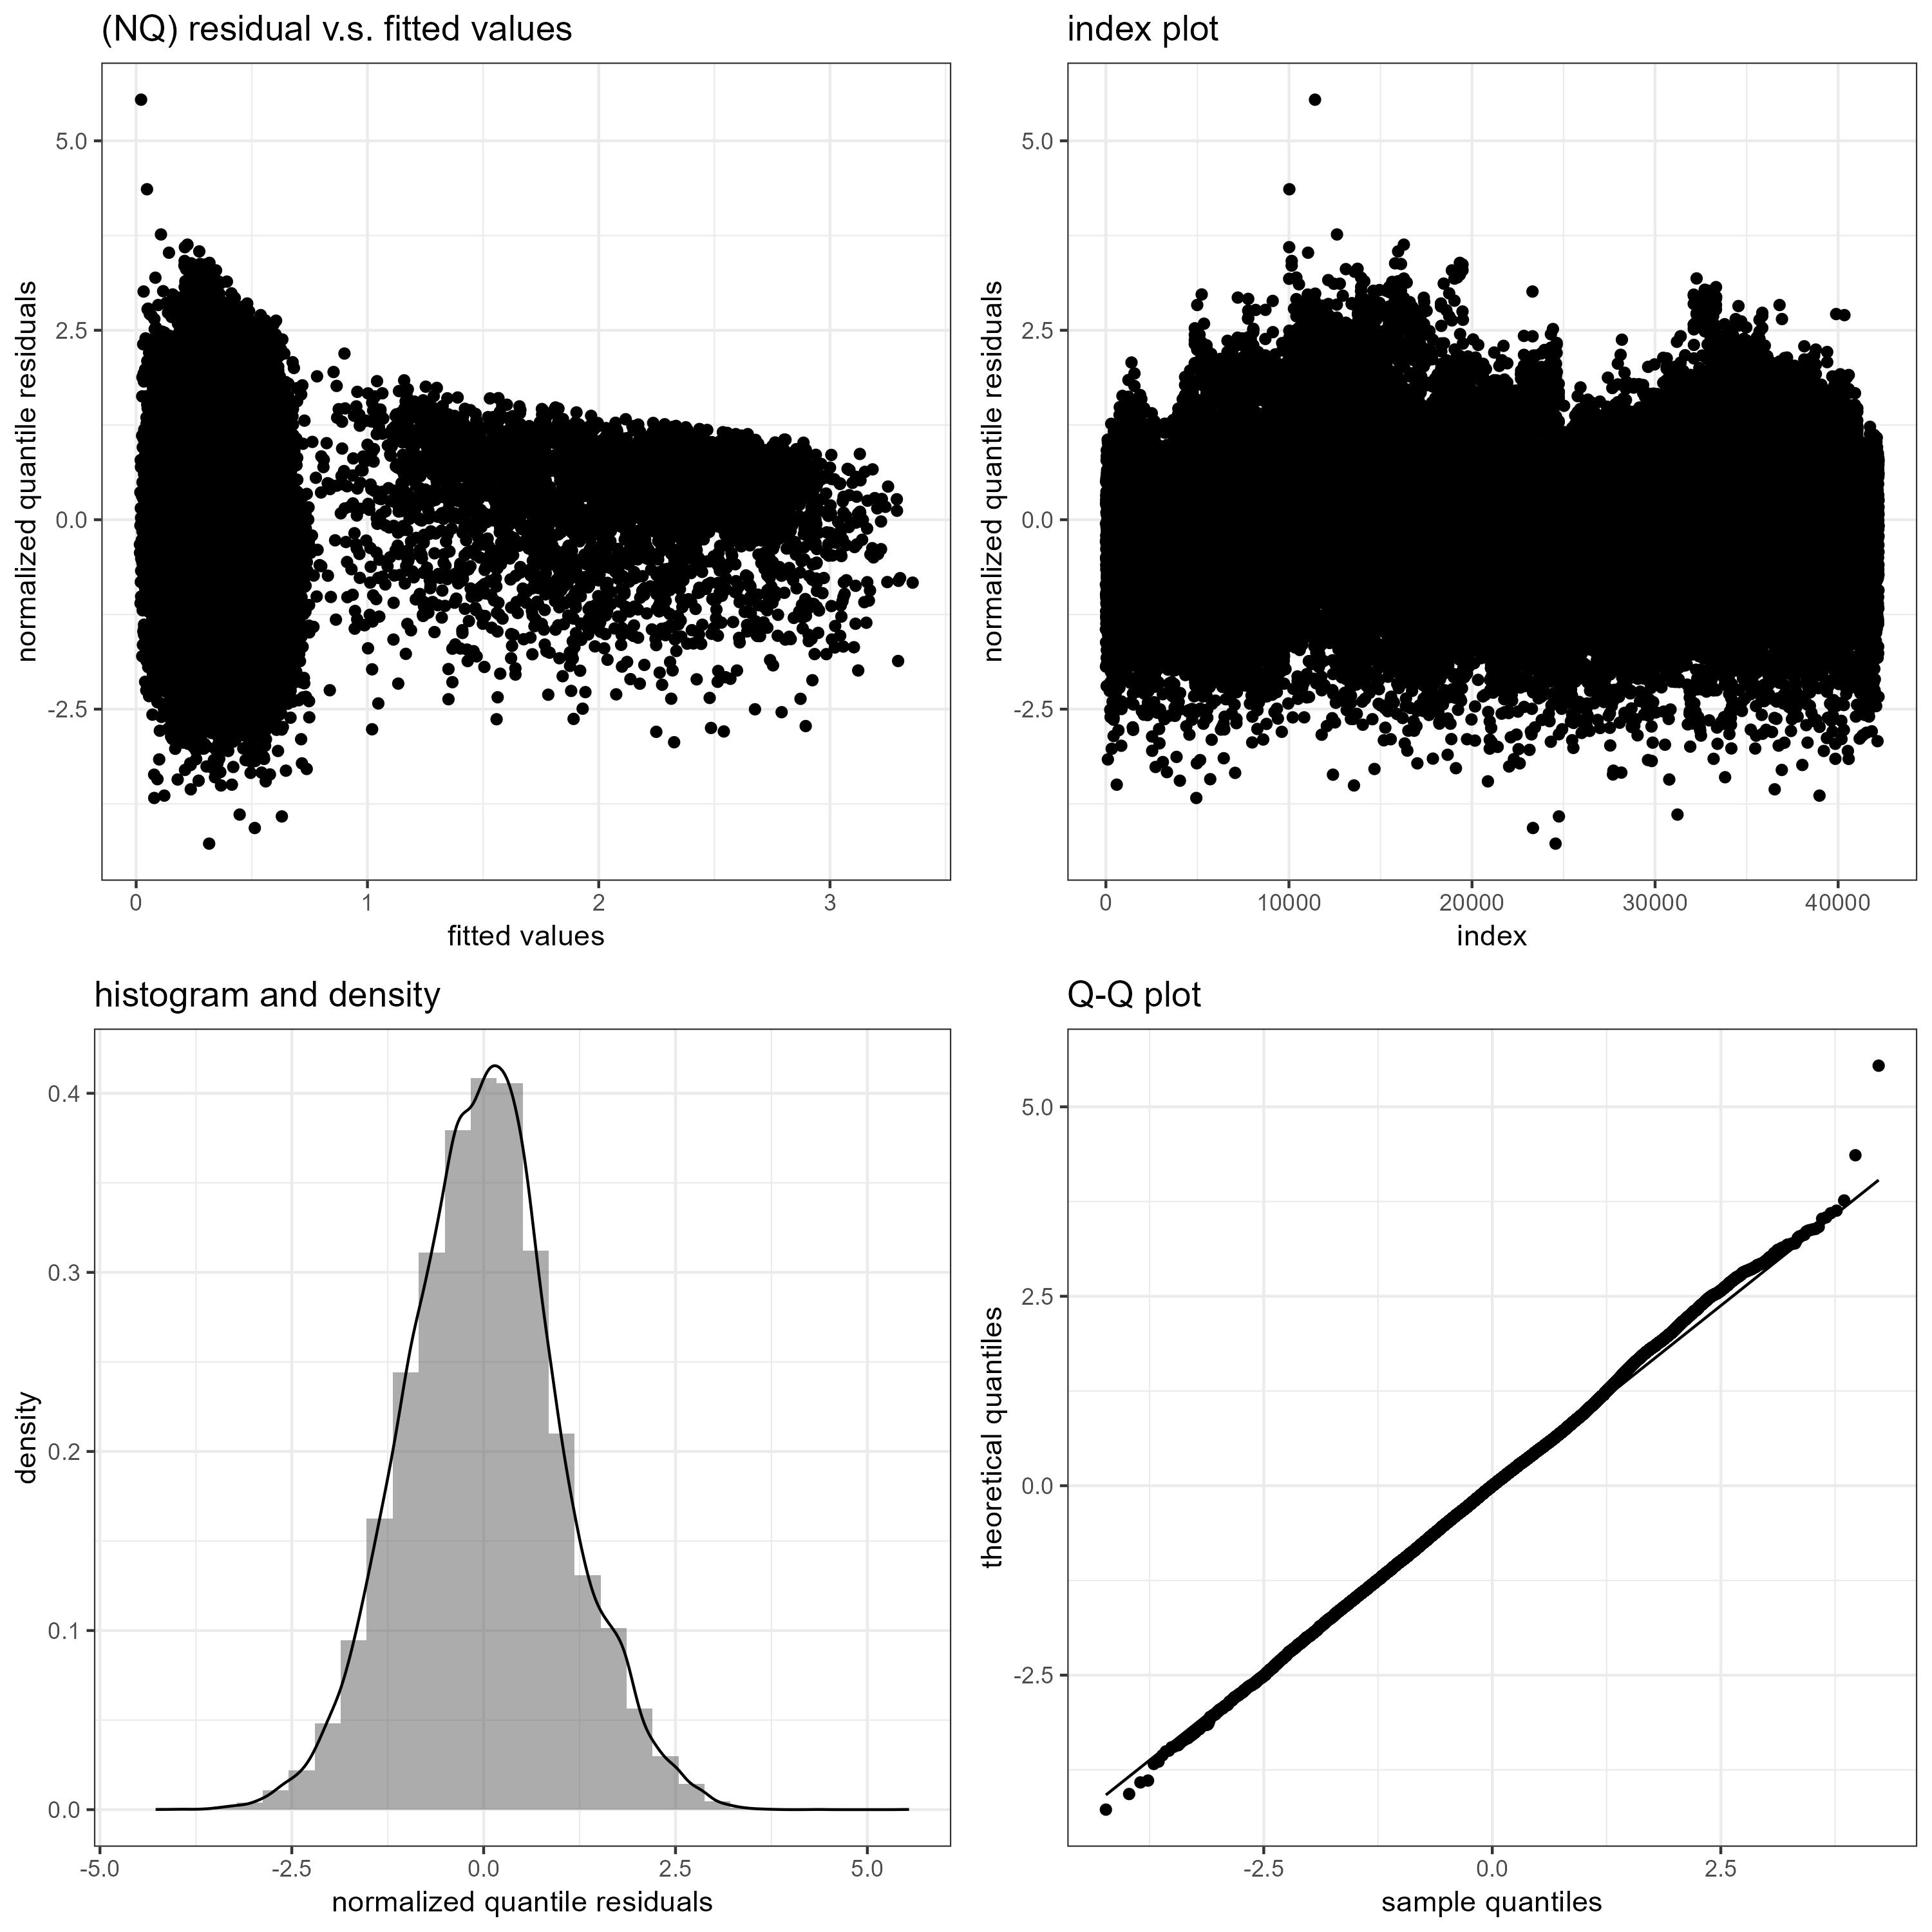 (NQ) residual v.s. fitted values
normalized quantile residuals
5.0
2.5
0.0
-2.5
0 1 2 3
fitted values
index plot
normalized quantile residuals
5.0
2.5
0.0
-2.5
0 10000 20000 30000 40000
index
histogram and density
density
0.4
0.3
0.2
0.1
0.0
-5.0 -2.5 0.0 2.5 5.0
normalized quantile residuals
Q-Q plot
theoretical quantiles
5.0
2.5
0.0
-2.5
-2.5 0.0 2.5
sample quantiles